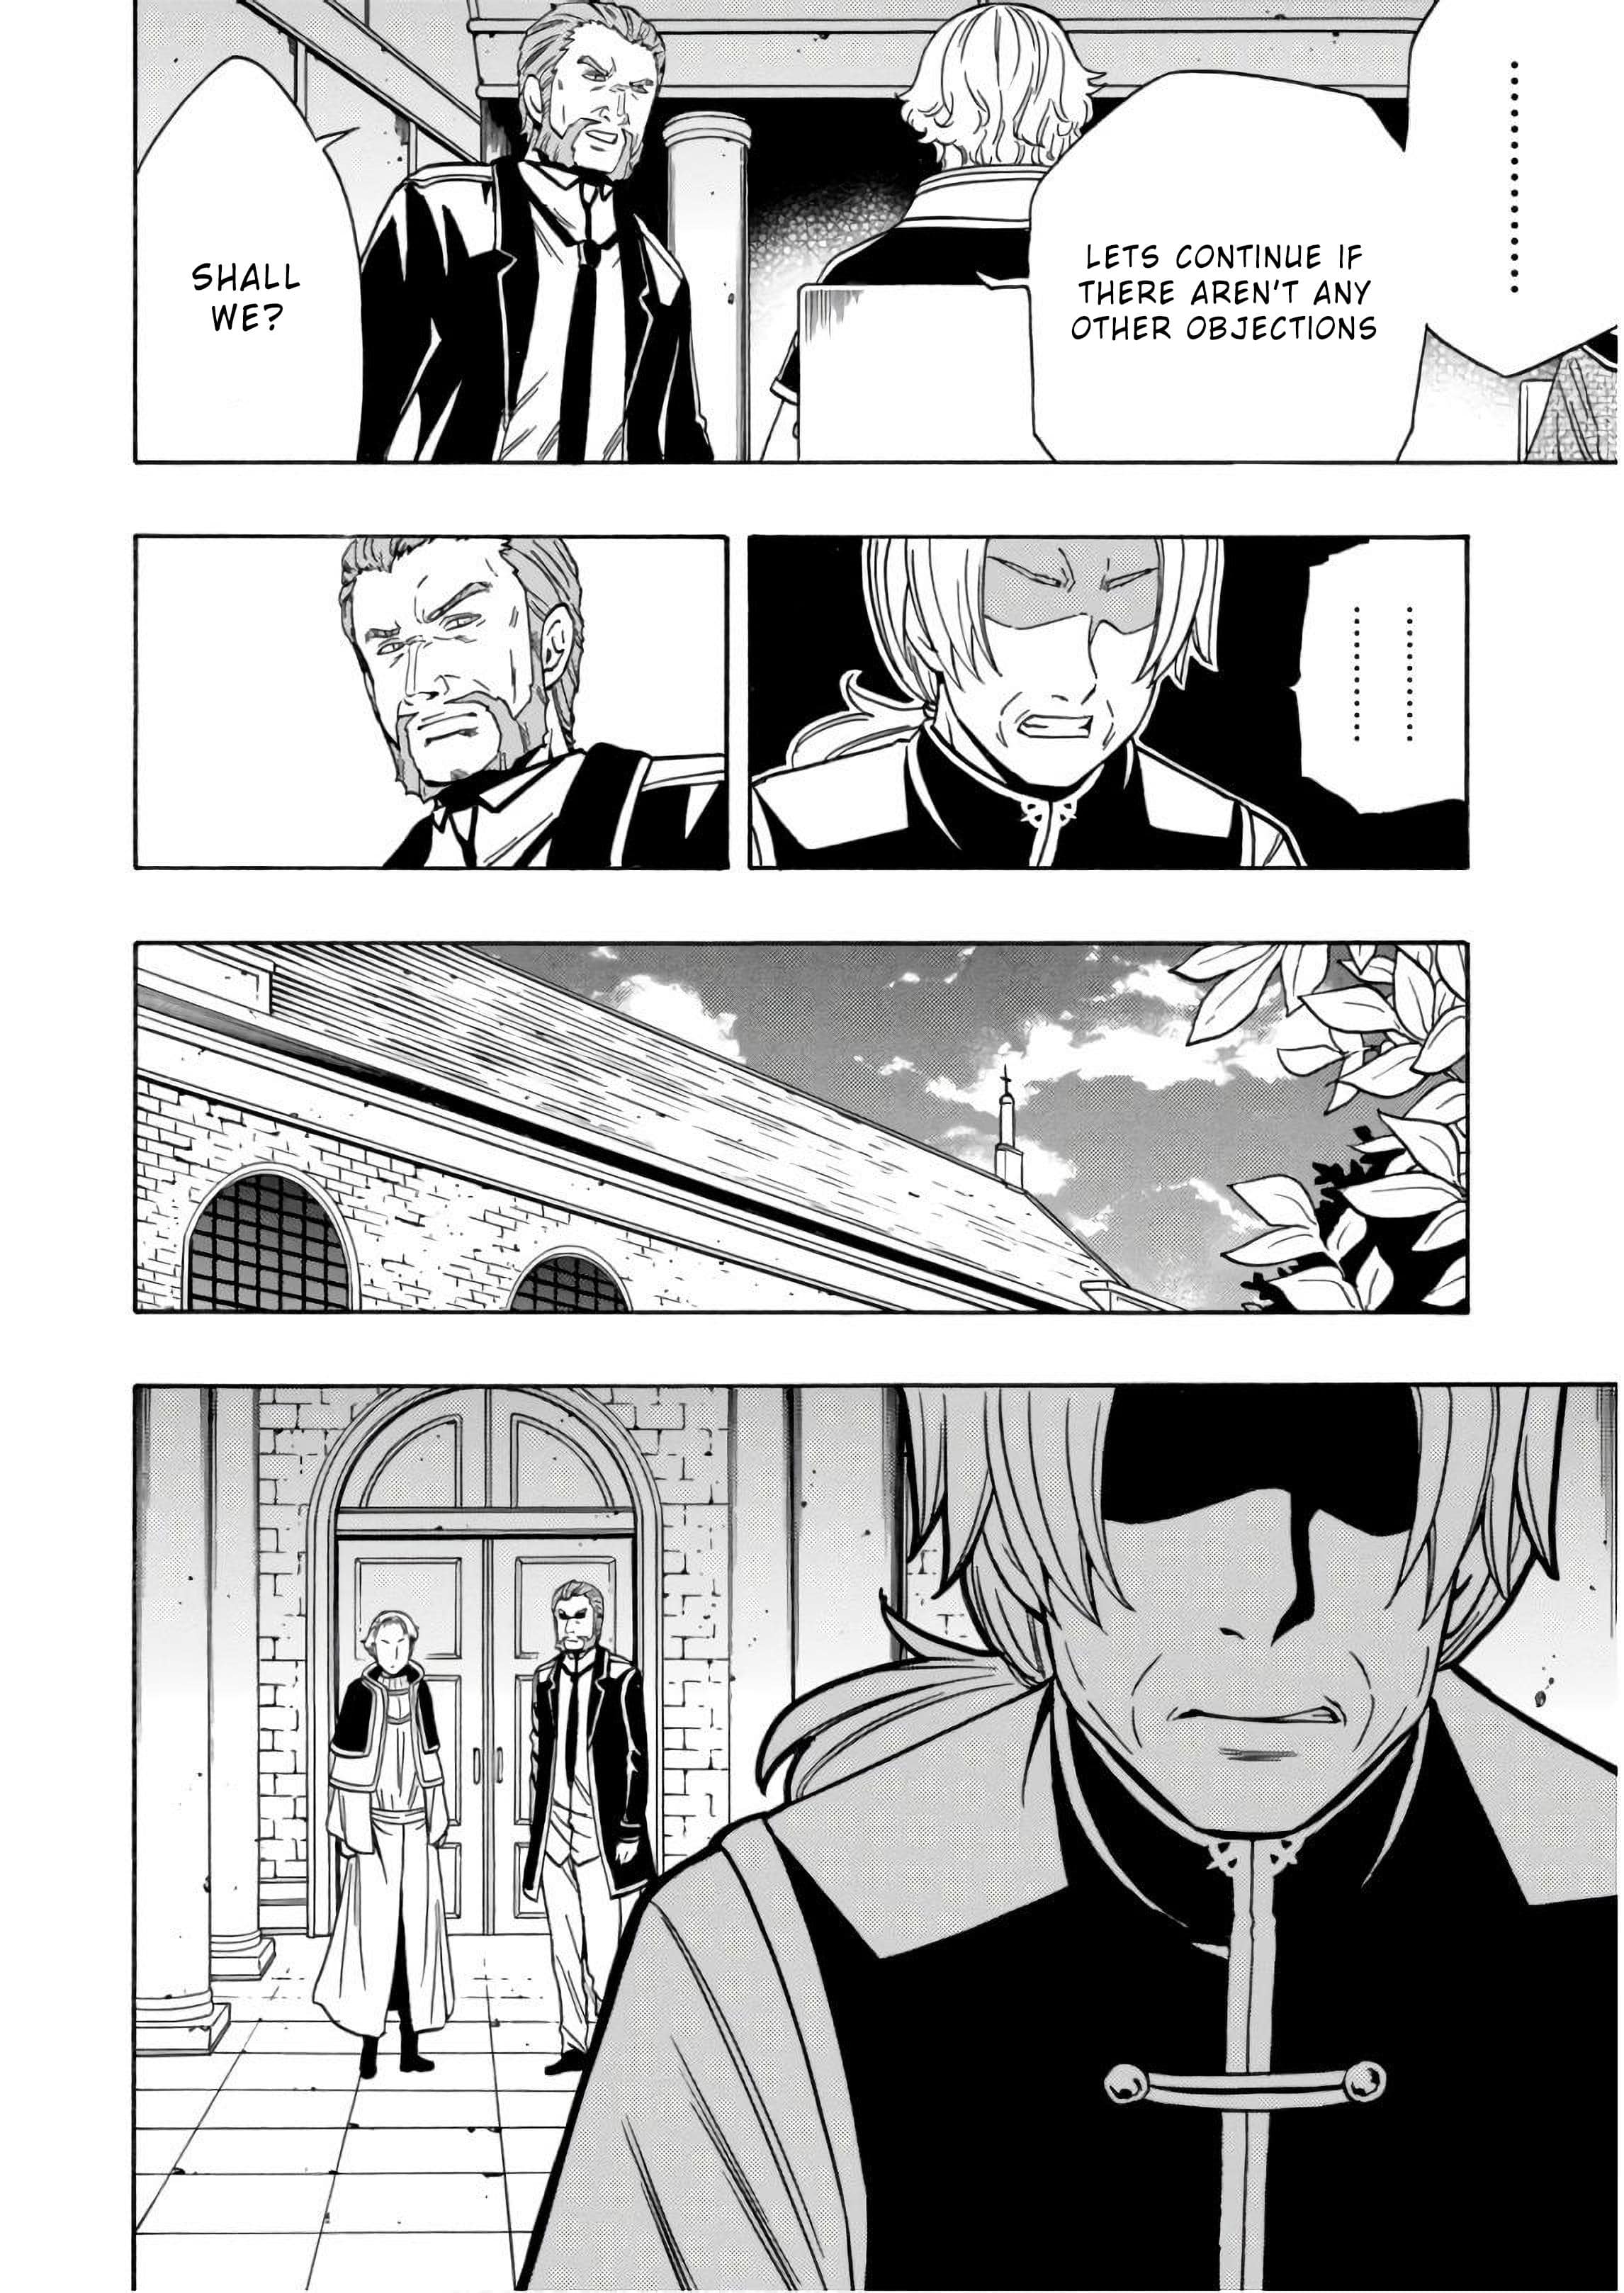 ..........
LETS CONTINUE IF
THERE AREN'T ANY
OTHER OBJECTIONS
SHALL
WE?
..........
..........